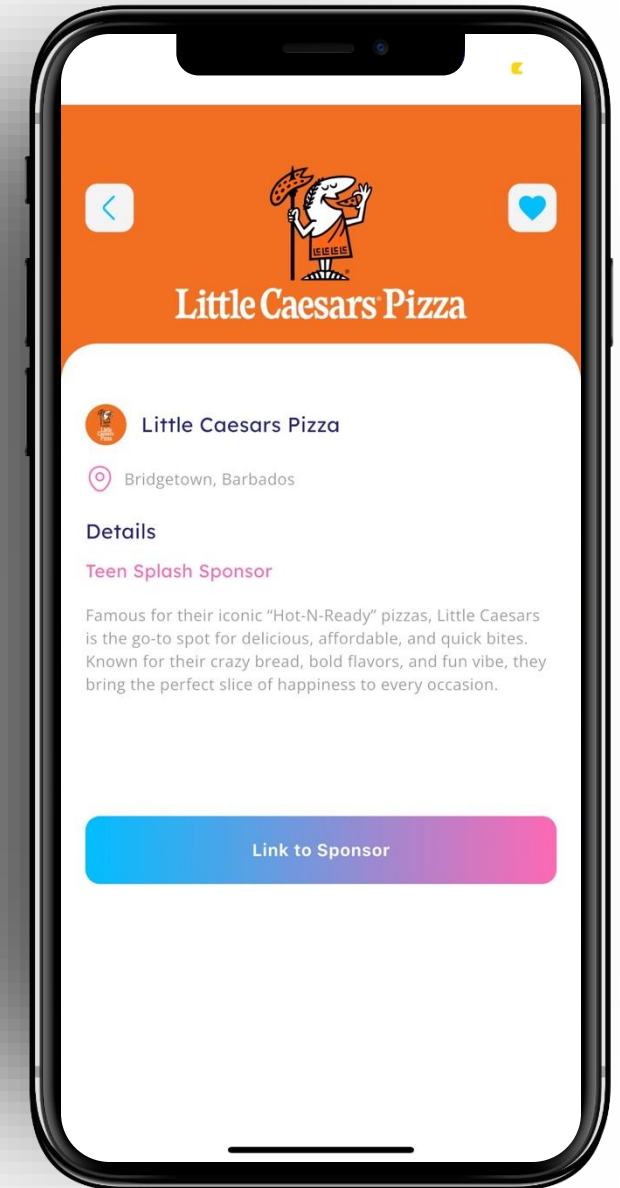 Little Caesars Pizza
Little Caesars Pizza
Bridgetown, Barbados
Details
Teen Splash Sponsor
Famous for their iconic “Hot-N-Ready” pizzas, Little Caesars
is the go-to spot for delicious, affordable, and quick bites.
Known for their crazy bread, bold flavors, and fun vibe, they
bring the perfect slice of happiness to every occasion.
Link to Sponsor